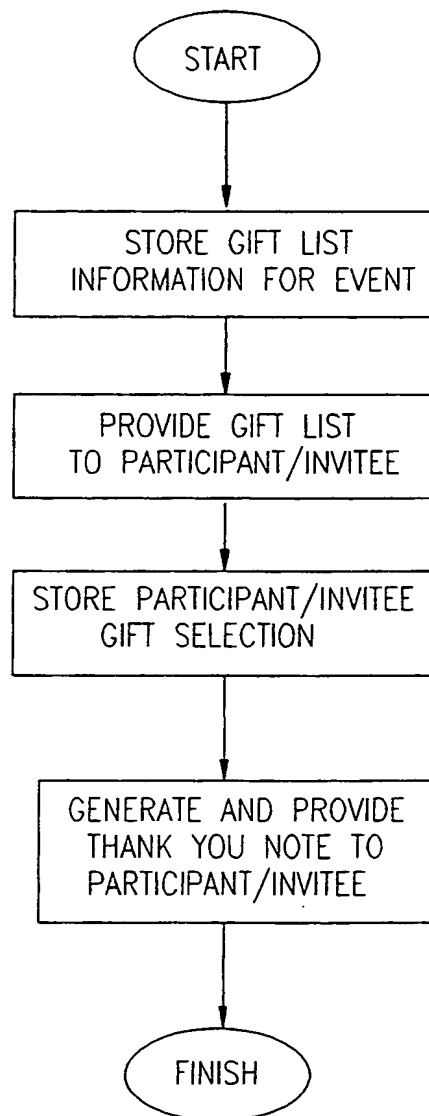 START
STORE GIFT LIST
INFORMATION FOR EVENT
PROVIDE GIFT LIST
TO PARTICIPANT/INVITEE
STORE PARTICIPANT/INVITEE
GIFT SELECTION
GENERATE AND PROVIDE
THANK YOU NOTE TO
PARTICIPANT/INVITEE
FINISH